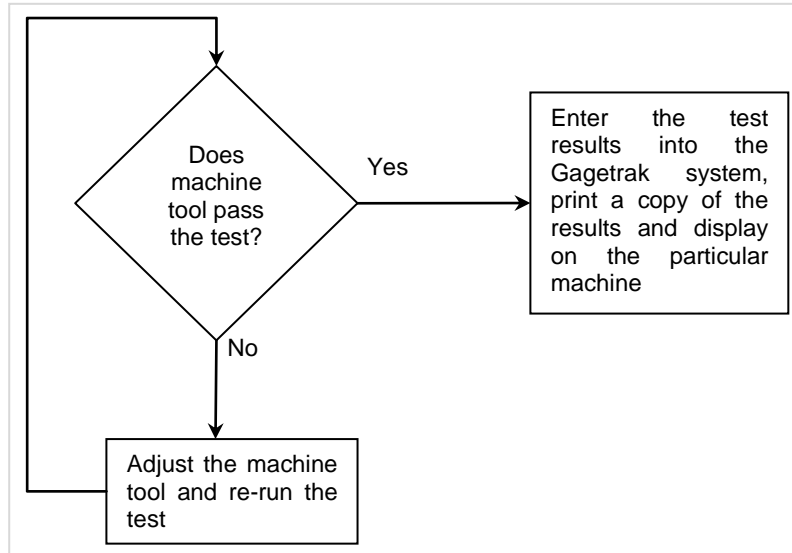 Does
machine
tool pass
the test?
Yes
Enter the test
results into the
Gagetrak system,
print a copy of the
results and display
on the particular
machine
No
Adjust the machine
tool and re-run the
test